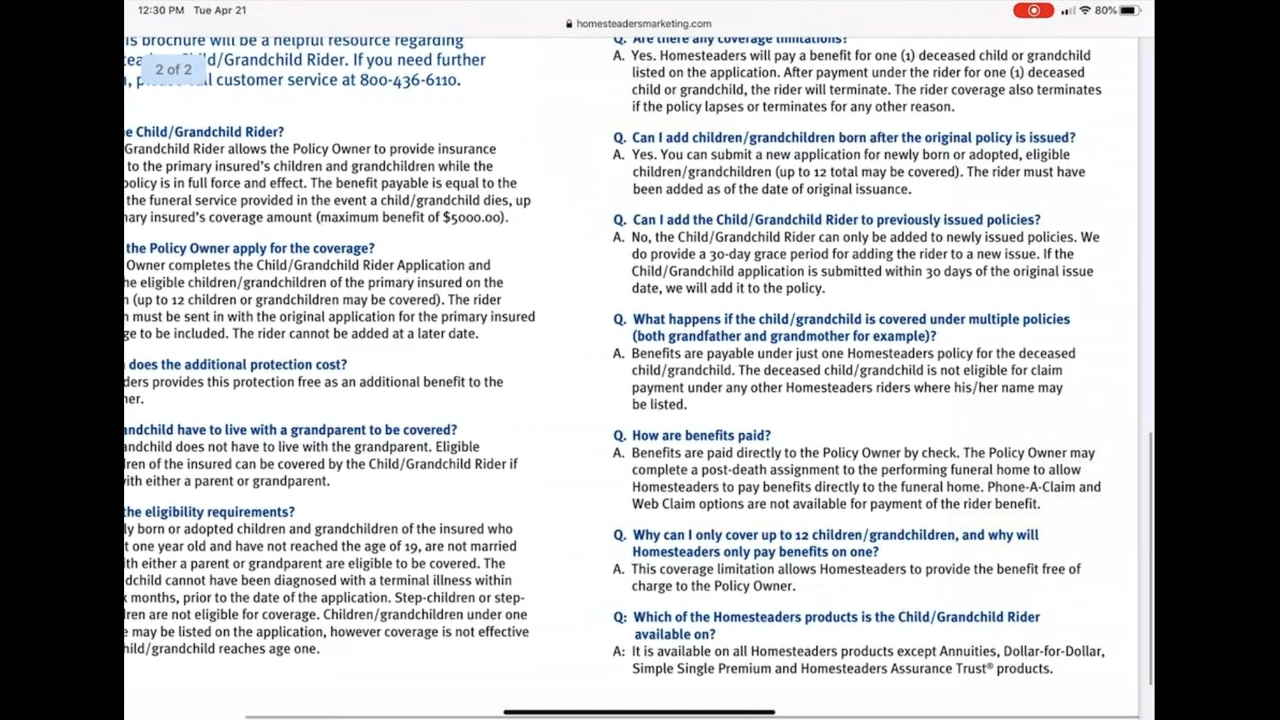 12:30 PM Tue Apr 21
80%
homesteadersmarketing.com
2 of 2
is brochure will be a helpful resource regarding
d/Grandchild Rider. If you need further
ll customer service at 800-436-6110.
e Child/Grandchild Rider?
Grandchild Rider allows the Policy Owner to provide insurance
to the primary insured's children and grandchildren while the
policy is in full force and effect. The benefit payable is equal to the
the funeral service provided in the event a child/grandchild dies, up
nary insured's coverage amount (maximum benefit of $5000.00).
the Policy Owner apply for the coverage?
Owner completes the Child/Grandchild Rider Application and
he eligible children/grandchildren of the primary insured on the
n (up to 12 children or grandchildren may be covered). The rider
n must be sent in with the original application for the primary insured
ge to be included. The rider cannot be added at a later date.
does the additional protection cost?
ders provides this protection free as an additional benefit to the
ner.
andchild have to live with a grandparent to be covered?
andchild does not have to live with the grandparent. Eligible
ren of the insured can be covered by the Child/Grandchild Rider if
with either a parent or grandparent.
the eligibility requirements?
ly born or adopted children and grandchildren of the insured who
t one year old and have not reached the age of 19, are not married
ith either a parent or grandparent are eligible to be covered. The
dchild cannot have been diagnosed with a terminal illness within
x months, prior to the date of the application. Step-children or step-
ren are not eligible for coverage. Children/grandchildren under one
e may be listed on the application, however coverage is not effective
hild/grandchild reaches age one.
Q. Are there any coverage limitations?
A. Yes. Homesteaders will pay a benefit for one (1) deceased child or grandchild
listed on the application. After payment under the rider for one (1) deceased
child or grandchild, the rider will terminate. The rider coverage also terminates
if the policy lapses or terminates for any other reason.
Q. Can I add children/grandchildren born after the original policy is issued?
A. Yes. You can submit a new application for newly born or adopted, eligible
children/grandchildren (up to 12 total may be covered). The rider must have
been added as of the date of original issuance.
Q. Can I add the Child/Grandchild Rider to previously issued policies?
A. No, the Child/Grandchild Rider can only be added to newly issued policies. We
do provide a 30-day grace period for adding the rider to a new issue. If the
Child/Grandchild application is submitted within 30 days of the original issue
date, we will add it to the policy.
Q. What happens if the child/grandchild is covered under multiple policies
(both grandfather and grandmother for example)?
A. Benefits are payable under just one Homesteaders policy for the deceased
child/grandchild. The deceased child/grandchild is not eligible for claim
payment under any other Homesteaders riders where his/her name may
be listed.
Q. How are benefits paid?
A. Benefits are paid directly to the Policy Owner by check. The Policy Owner may
complete a post-death assignment to the performing funeral home to allow
Homesteaders to pay benefits directly to the funeral home. Phone-A-Claim and
Web Claim options are not available for payment of the rider benefit.
Q. Why can I only cover up to 12 children/grandchildren, and why will
Homesteaders only pay benefits on one?
A. This coverage limitation allows Homesteaders to provide the benefit free of
charge to the Policy Owner.
Q: Which of the Homesteaders products is the Child/Grandchild Rider
available on?
A: It is available on all Homesteaders products except Annuities, Dollar-for-Dollar,
Simple Single Premium and Homesteaders Assurance Trust® products.